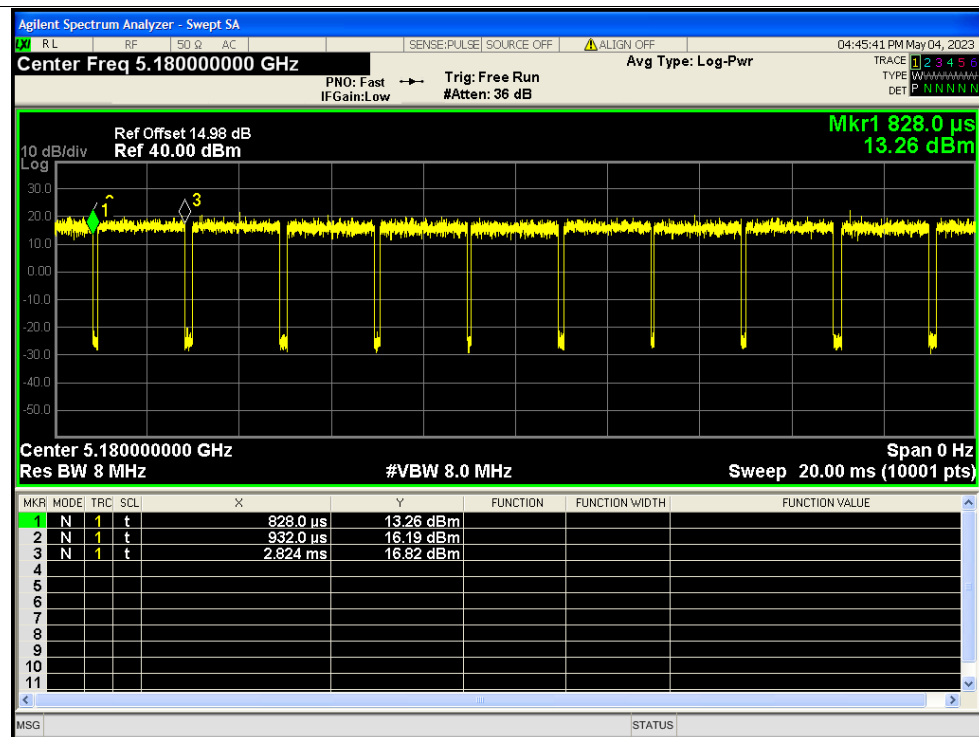 Agilent Spectrum Analyzer - Swept SA
LXI RL RF 50 Ω AC SENSE:PULSE SOURCE OFF ALIGN OFF 04:45:41 PM May 04, 2023
Center Freq 5.180000000 GHz Avg Type: Log-Pwr TRACE 1 2 3 4 5 6
PNO: Fast Trig: Free Run TYPE WWWWWW
IFGain:Low #Atten: 36 dB DET P N N N N N
Mkr1 828.0 µs
Ref Offset 14.98 dB
10 dB/div Ref 40.00 dBm 13.26 dBm
Log
30.0
20.0
10.0
0.00
-10.0
-20.0
-30.0
-40.0
-50.0
1
3
Center 5.180000000 GHz Span 0 Hz
Res BW 8 MHz #VBW 8.0 MHz Sweep 20.00 ms (10001 pts)
MKR MODE TRC SCL X Y FUNCTION FUNCTION WIDTH FUNCTION VALUE
1 N 1 t 828.0 µs 13.26 dBm
2 N 1 t 932.0 µs 16.19 dBm
3 N 1 t 2.824 ms 16.82 dBm
4
5
6
7
8
9
10
11
MSG STATUS